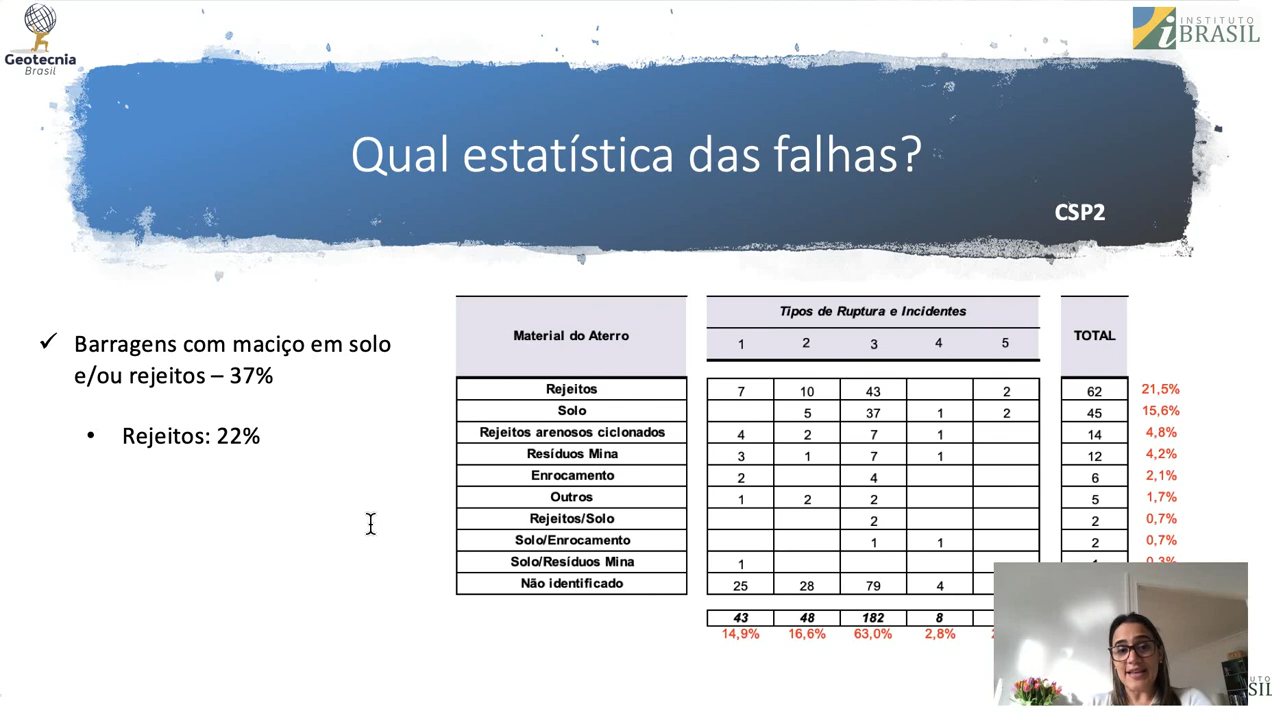 Geotecnia
Brasil
INSTITUTO
iBRASIL
Qual estatística das falhas?
CSP2
✓ Barragens com maciço em solo
e/ou rejeitos – 37%
• Rejeitos: 22%
Material do Aterro
Tipos de Ruptura e Incidentes
TOTAL
1 2 3 4 5
Rejeitos 7 10 43 2 62 21,5%
Solo 5 37 1 2 45 15,6%
Rejeitos arenosos ciclonados 4 2 7 1 14 4,8%
Resíduos Mina 3 1 7 1 12 4,2%
Enrocamento 2 4 6 2,1%
Outros 1 2 2 5 1,7%
Rejeitos/Solo 2 2 0,7%
Solo/Enrocamento 1 1 2 0,7%
Solo/Resíduos Mina 1 0,3%
Não identificado 25 28 79 4
43 48 182 8
14,9% 16,6% 63,0% 2,8%